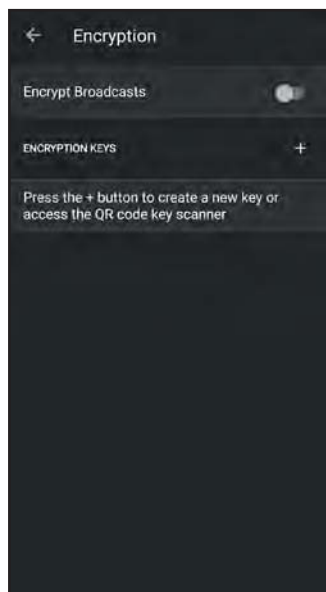 Encryption
Encrypt Broadcasts
ENCRYPTION KEYS
Press the + button to create a new key or
access the QR code key scanner